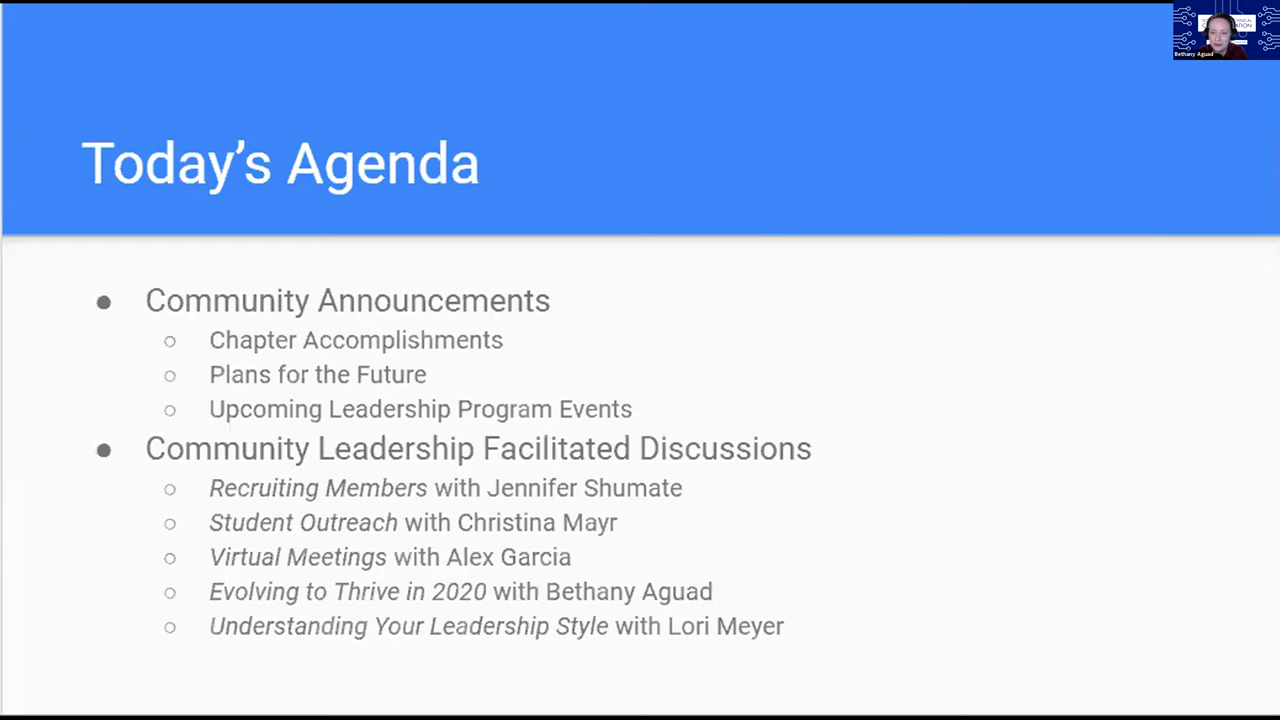 Bethany Aguad
Today's Agenda
● Community Announcements
○ Chapter Accomplishments
○ Plans for the Future
○ Upcoming Leadership Program Events
● Community Leadership Facilitated Discussions
○ Recruiting Members with Jennifer Shumate
○ Student Outreach with Christina Mayr
○ Virtual Meetings with Alex Garcia
○ Evolving to Thrive in 2020 with Bethany Aguad
○ Understanding Your Leadership Style with Lori Meyer